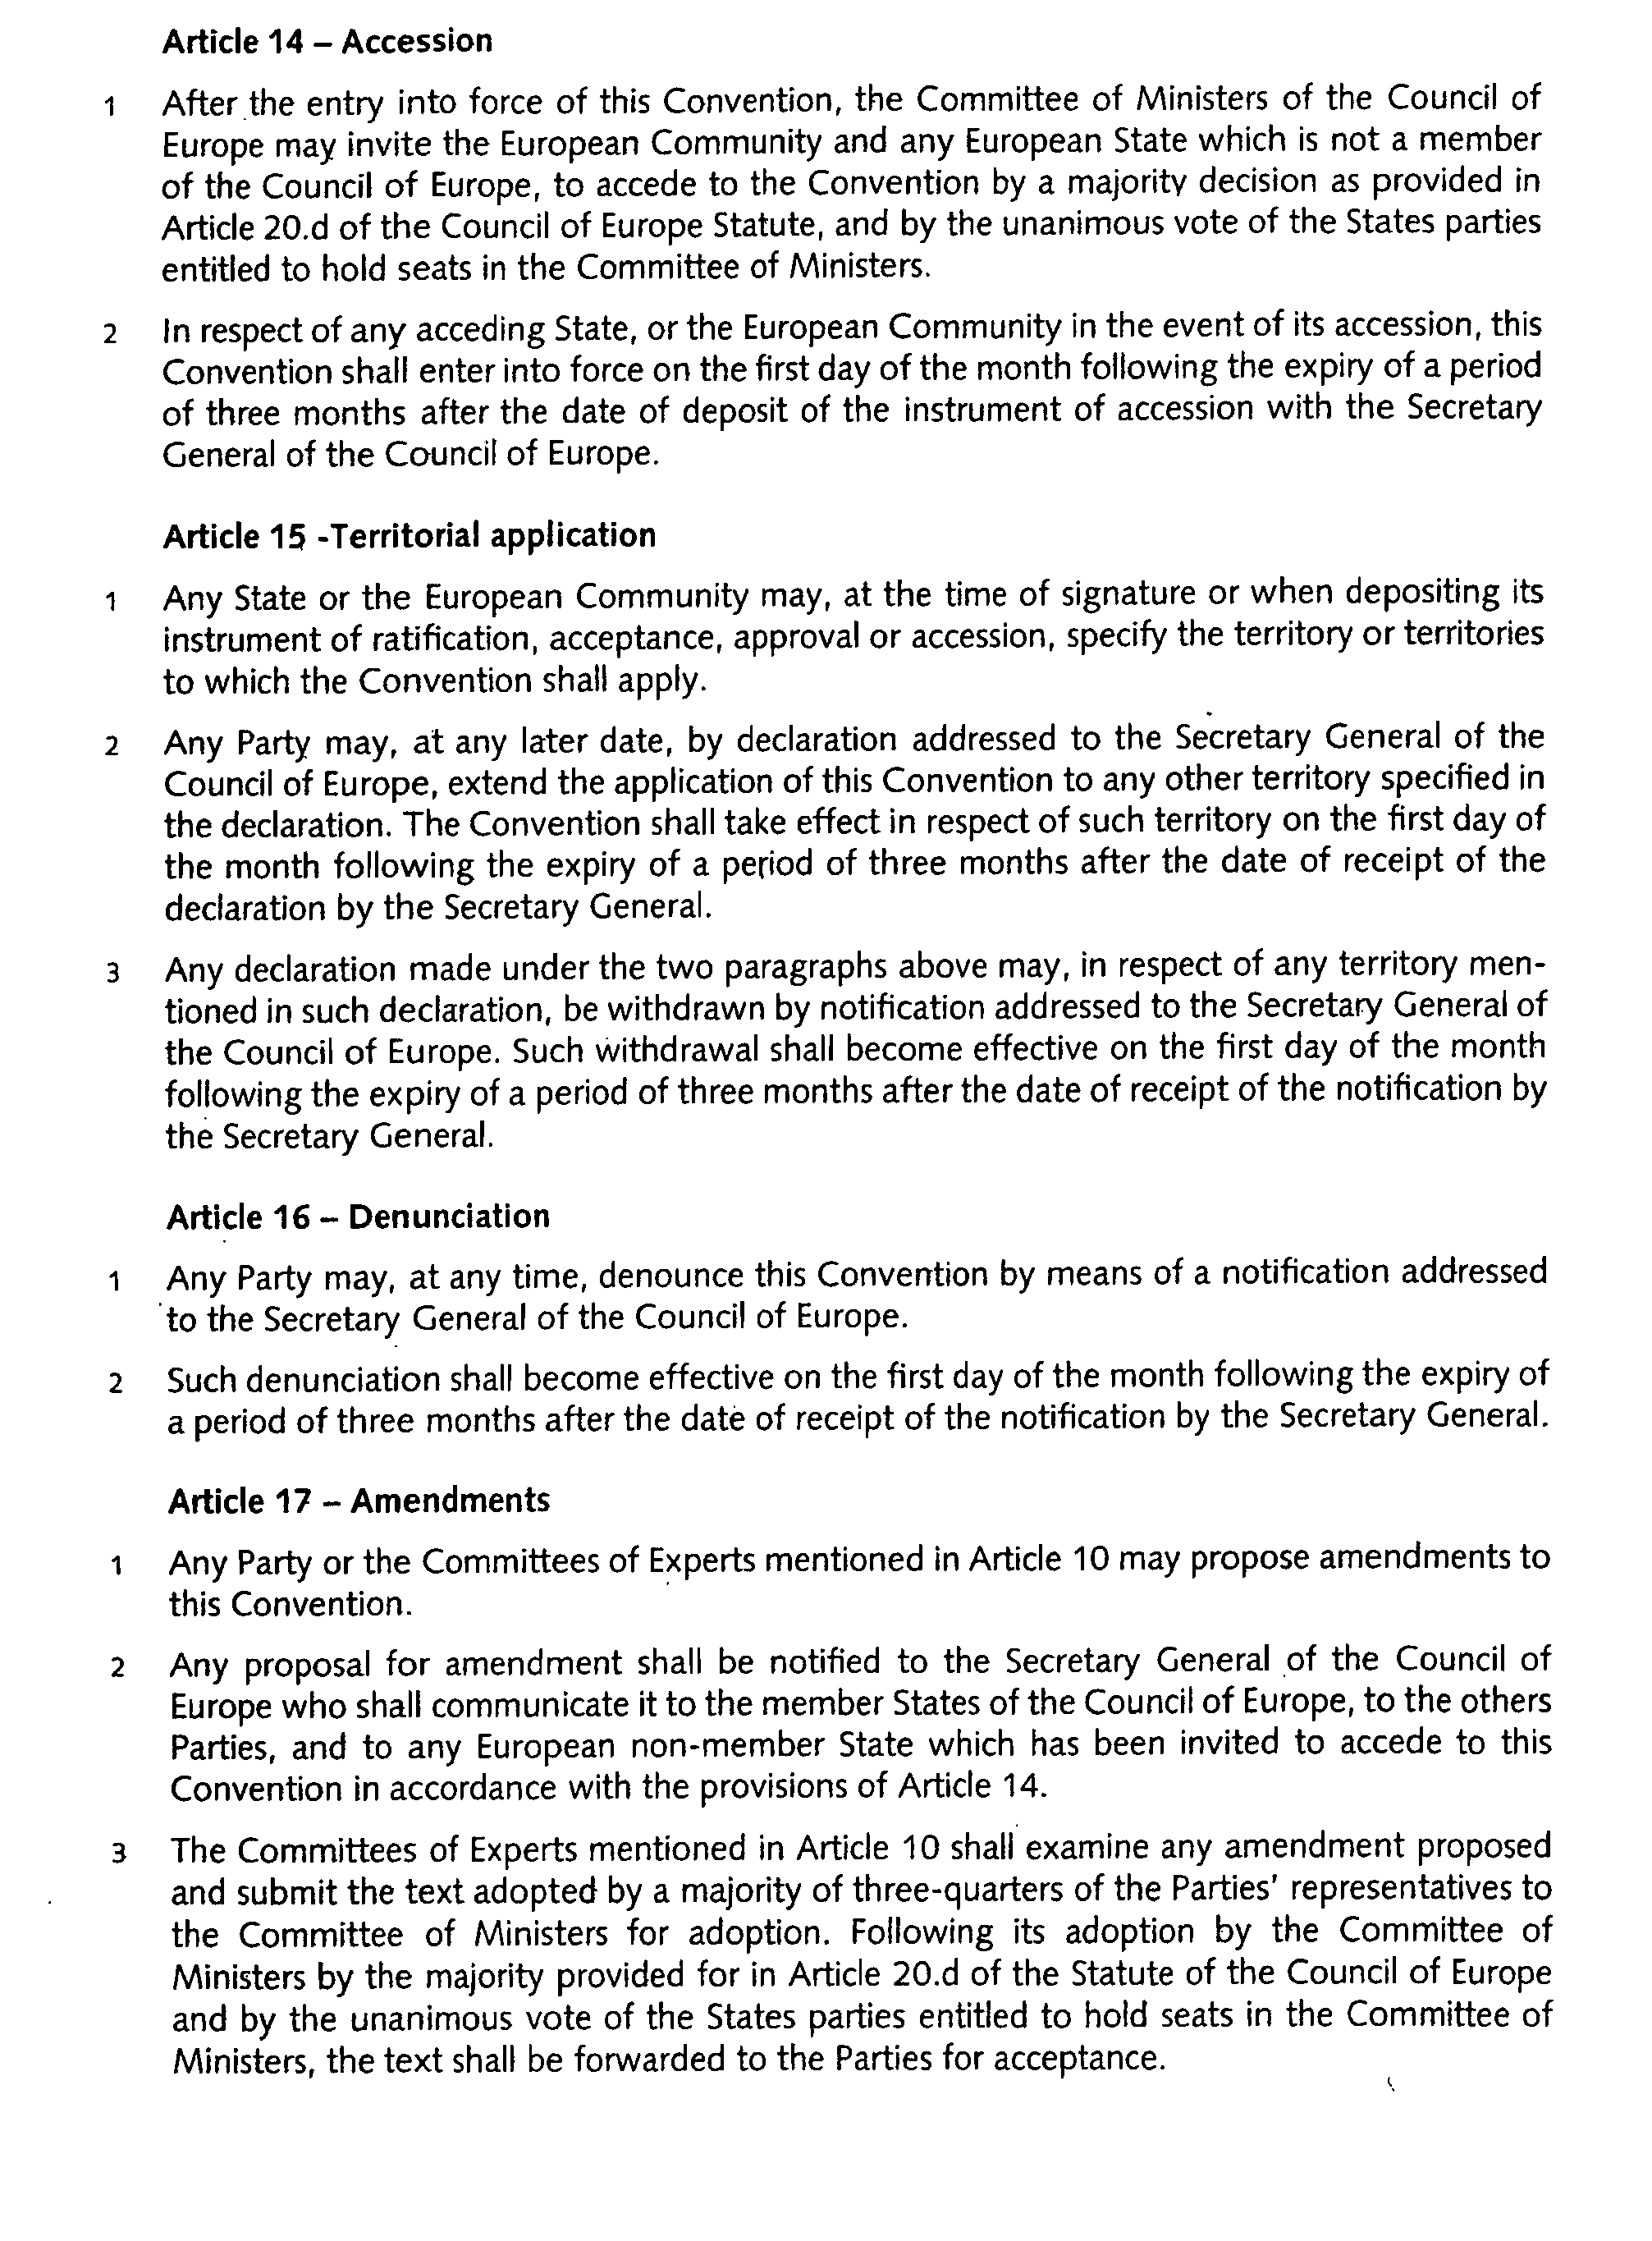 Article 14 – Accession
1 After the entry into force of this Convention, the Committee of Ministers of the Council of
Europe may invite the European Community and any European State which is not a member
of the Council of Europe, to accede to the Convention by a majority decision as provided in
Article 20.d of the Council of Europe Statute, and by the unanimous vote of the States parties
entitled to hold seats in the Committee of Ministers.
2 In respect of any acceding State, or the European Community in the event of its accession, this
Convention shall enter into force on the first day of the month following the expiry of a period
of three months after the date of deposit of the instrument of accession with the Secretary
General of the Council of Europe.
Article 15 -Territorial application
1 Any State or the European Community may, at the time of signature or when depositing its
instrument of ratification, acceptance, approval or accession, specify the territory or territories
to which the Convention shall apply.
2 Any Party may, at any later date, by declaration addressed to the Secretary General of the
Council of Europe, extend the application of this Convention to any other territory specified in
the declaration. The Convention shall take effect in respect of such territory on the first day of
the month following the expiry of a period of three months after the date of receipt of the
declaration by the Secretary General.
3 Any declaration made under the two paragraphs above may, in respect of any territory men-
tioned in such declaration, be withdrawn by notification addressed to the Secretary General of
the Council of Europe. Such withdrawal shall become effective on the first day of the month
following the expiry of a period of three months after the date of receipt of the notification by
the Secretary General.
Article 16 – Denunciation
1 Any Party may, at any time, denounce this Convention by means of a notification addressed
to the Secretary General of the Council of Europe.
2 Such denunciation shall become effective on the first day of the month following the expiry of
a period of three months after the date of receipt of the notification by the Secretary General.
Article 17 – Amendments
1 Any Party or the Committees of Experts mentioned in Article 10 may propose amendments to
this Convention.
2 Any proposal for amendment shall be notified to the Secretary General of the Council of
Europe who shall communicate it to the member States of the Council of Europe, to the others
Parties, and to any European non-member State which has been invited to accede to this
Convention in accordance with the provisions of Article 14.
3 The Committees of Experts mentioned in Article 10 shall examine any amendment proposed
and submit the text adopted by a majority of three-quarters of the Parties' representatives to
the Committee of Ministers for adoption. Following its adoption by the Committee of
Ministers by the majority provided for in Article 20.d of the Statute of the Council of Europe
and by the unanimous vote of the States parties entitled to hold seats in the Committee of
Ministers, the text shall be forwarded to the Parties for acceptance.